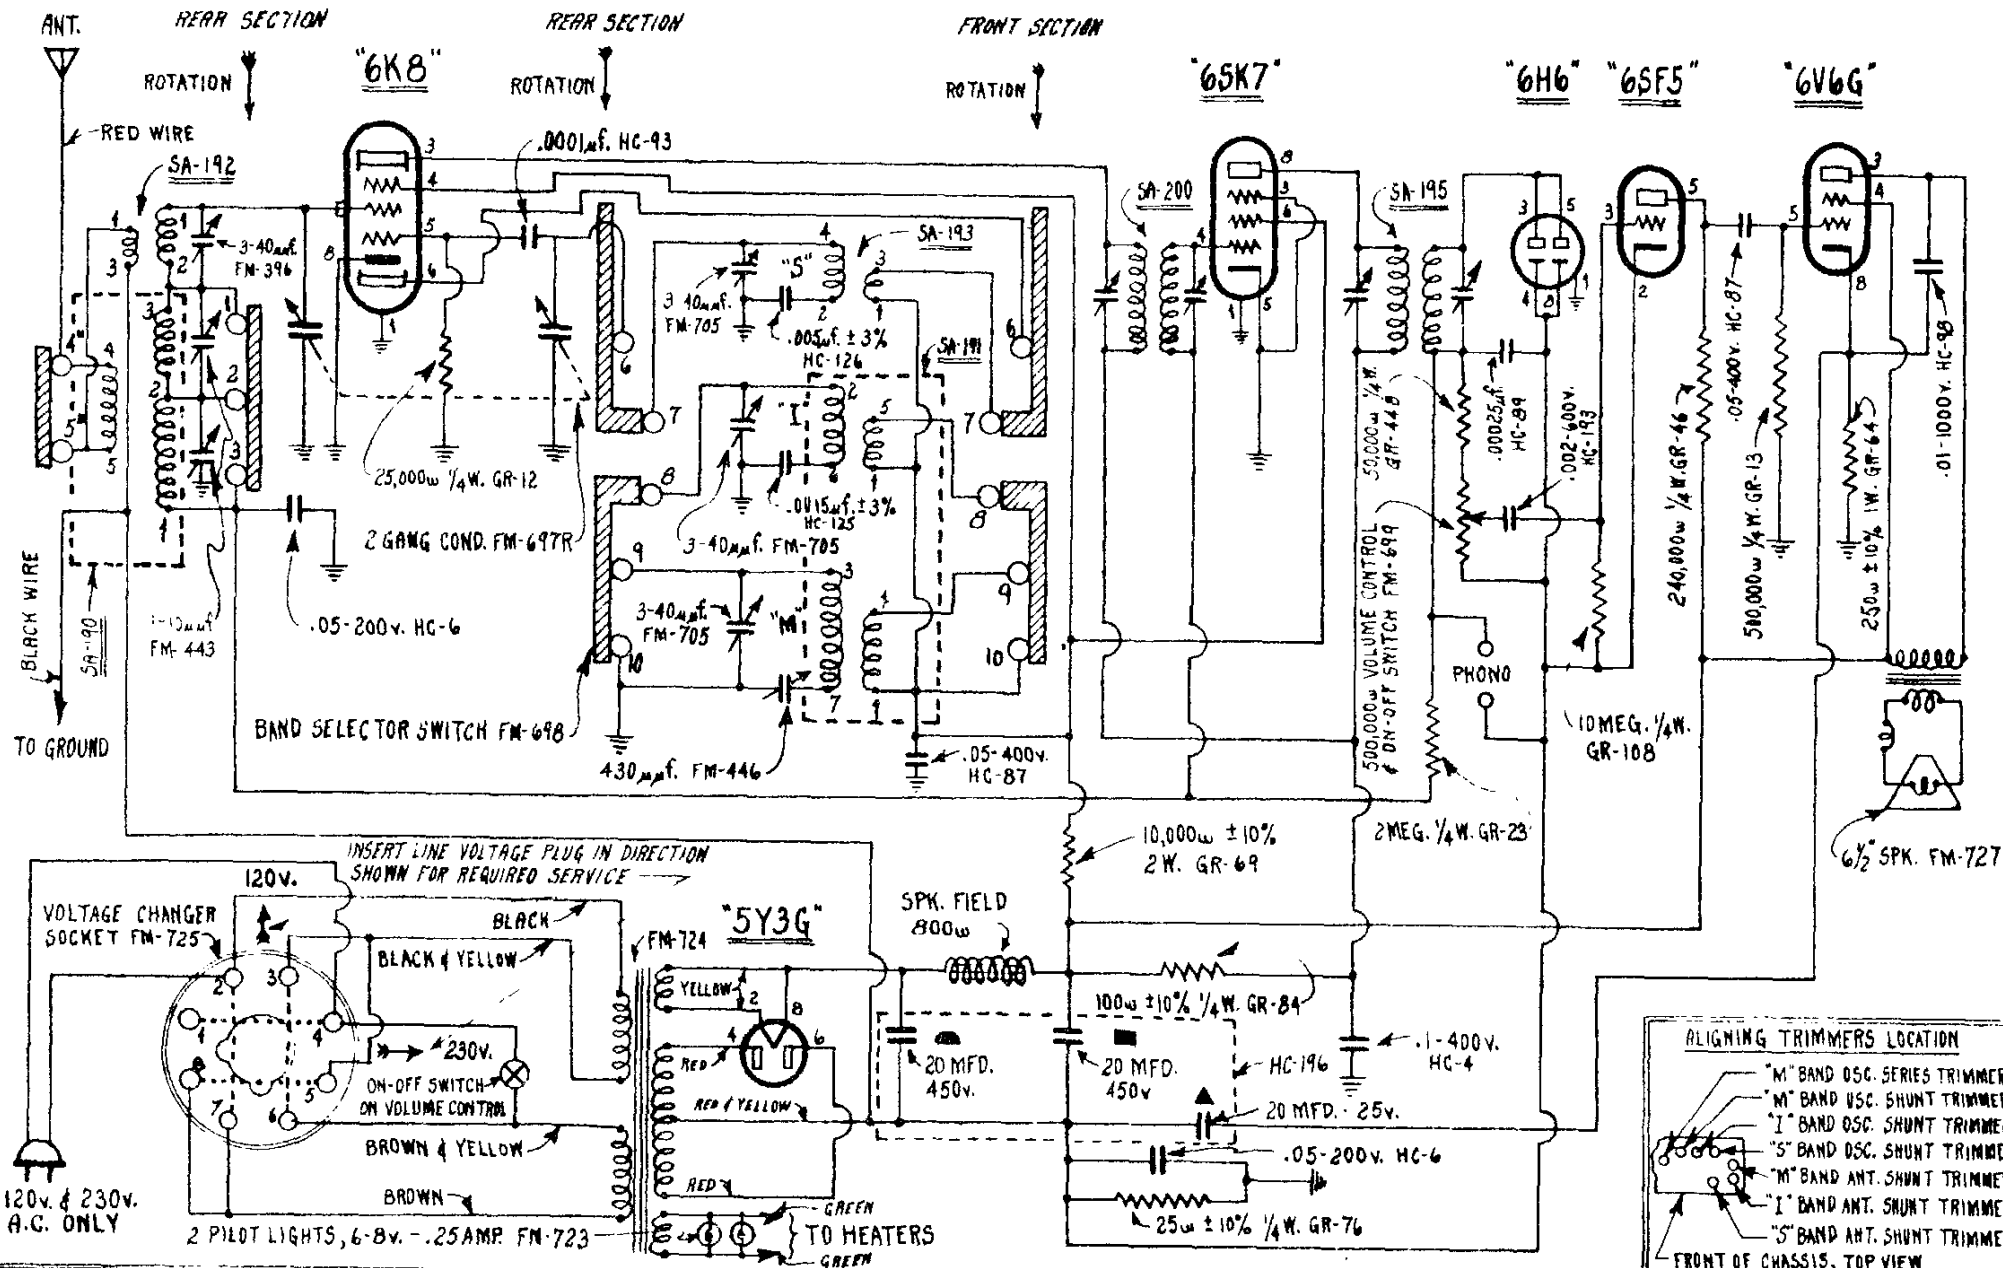 ANT.
REAR SECTION
REAR SECTION
FRONT SECTION
ROTATION
"6K8"
ROTATION
ROTATION
"6SK7"
"6H6"
"6SF5"
"6V6G"
RED WIRE
.0001µf. HC-93
SA-192
SA-200
SA-195
SA-193
3-40µµf.
FM-396
"S"
3-40µµf.
FM-705
.005µf. ± 3%
HC-126
SA-191
"I"
25,000ω 1/4W. GR-12
.0015µf. ± 3%
HC-125
2 GANG COND. FM-697R
3-40µµf. FM-705
50,000ω 1/4W.
GR-44B
.00025µf
HC-89
.002-600v.
HC-193
240,000ω 1/4W. GR-46
.05-400v. HC-87
500,000ω 1/4W. GR-13
250ω ±10% 1W. GR-64
.01-1000v. HC-98
BLACK WIRE
SA-190
FM-443
.05-200v. HC-6
3-40µµf.
FM-705
"M"
500,000ω VOLUME CONTROL
& ON-OFF SWITCH FM-699
PHONO
TO GROUND
BAND SELECTOR SWITCH FM-698
430µµf. FM-446
.05-400v.
HC-87
10 MEG. 1/4W.
GR-108
10,000ω ±10%
2 W. GR-69
2 MEG. 1/4W. GR-23
6½" SPK. FM-727
INSERT LINE VOLTAGE PLUG IN DIRECTION
SHOWN FOR REQUIRED SERVICE
120v.
VOLTAGE CHANGER
SOCKET FM-725
BLACK
BLACK & YELLOW
FM-724
"5Y3G"
SPK. FIELD
800ω
YELLOW
100ω ±10% 1/4W. GR-84
230v.
ON-OFF SWITCH
ON VOLUME CONTROL
RED
20 MFD.
450v.
20 MFD.
450v
HC-196
.1-400v.
HC-4
RED & YELLOW
20 MFD. - 25v.
BROWN & YELLOW
.05-200v. HC-6
RED
BROWN
25ω ±10% 1/4W. GR-76
120v. & 230v.
A.C. ONLY
2 PILOT LIGHTS, 6-8v. - .25 AMP. FM-723
GREEN
TO HEATERS
GREEN
ALIGNING TRIMMERS LOCATION
"M" BAND OSC. SERIES TRIMMER
"M" BAND OSC. SHUNT TRIMMER
"I" BAND OSC. SHUNT TRIMME
"S" BAND OSC. SHUNT TRIMME
"M" BAND ANT. SHUNT TRIMME
"I" BAND ANT. SHUNT TRIMME
"S" BAND ANT. SHUNT TRIMME
FRONT OF CHASSIS, TOP VIEW